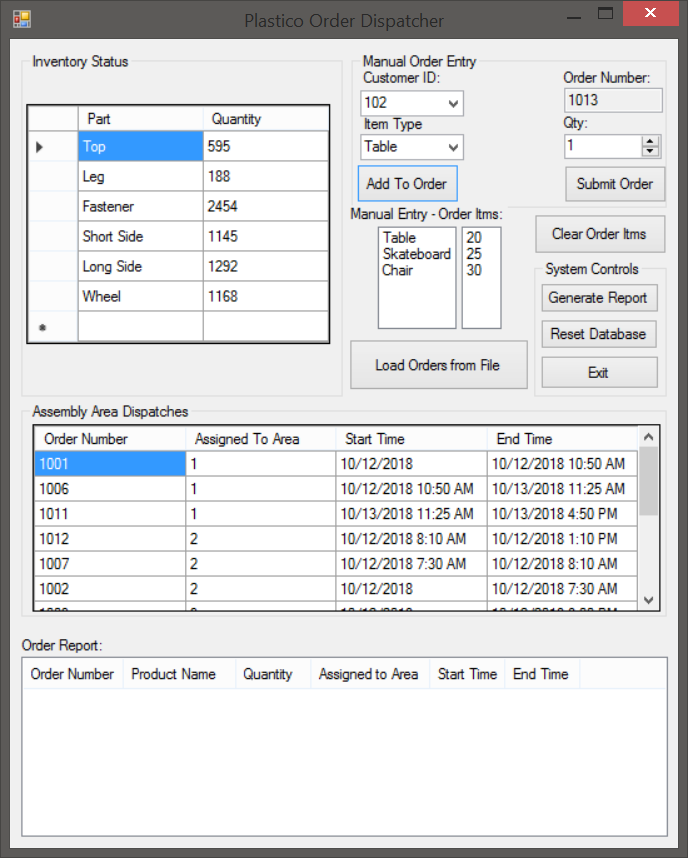 Plastico Order Dispatcher
Inventory Status
Part Quantity
Top 595
Leg 188
Fastener 2454
Short Side 1145
Long Side 1292
Wheel 1168
Manual Order Entry
Customer ID: Order Number:
102 1013
Item Type Qty:
Table 1
Add To Order Submit Order
Manual Entry - Order Itms:
Table 20
Skateboard 25
Chair 30
Clear Order Itms
System Controls
Generate Report
Reset Database
Exit
Load Orders from File
Assembly Area Dispatches
Order Number Assigned To Area Start Time End Time
1001 1 10/12/2018 10/12/2018 10:50 AM
1006 1 10/12/2018 10:50 AM 10/13/2018 11:25 AM
1011 1 10/13/2018 11:25 AM 10/13/2018 4:50 PM
1012 2 10/12/2018 8:10 AM 10/12/2018 1:10 PM
1007 2 10/12/2018 7:30 AM 10/12/2018 8:10 AM
1002 2 10/12/2018 10/12/2018 7:30 AM
Order Report:
Order Number Product Name Quantity Assigned to Area Start Time End Time